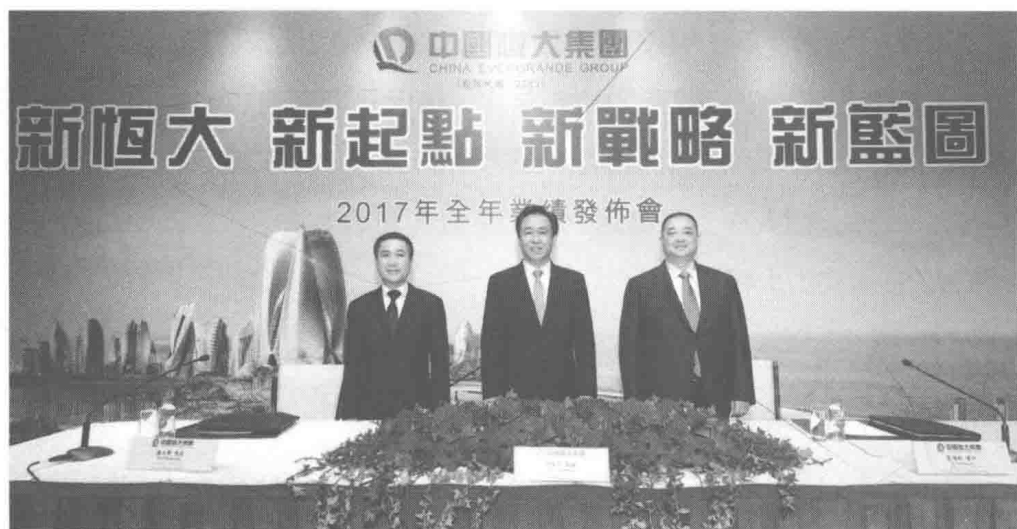 中國恒大集團
CHINA EVERGRANDE GROUP
新恆大 新起點 新戰略 新藍圖
2017年全年業績發佈會
中國恒大集團
中國恒大集團